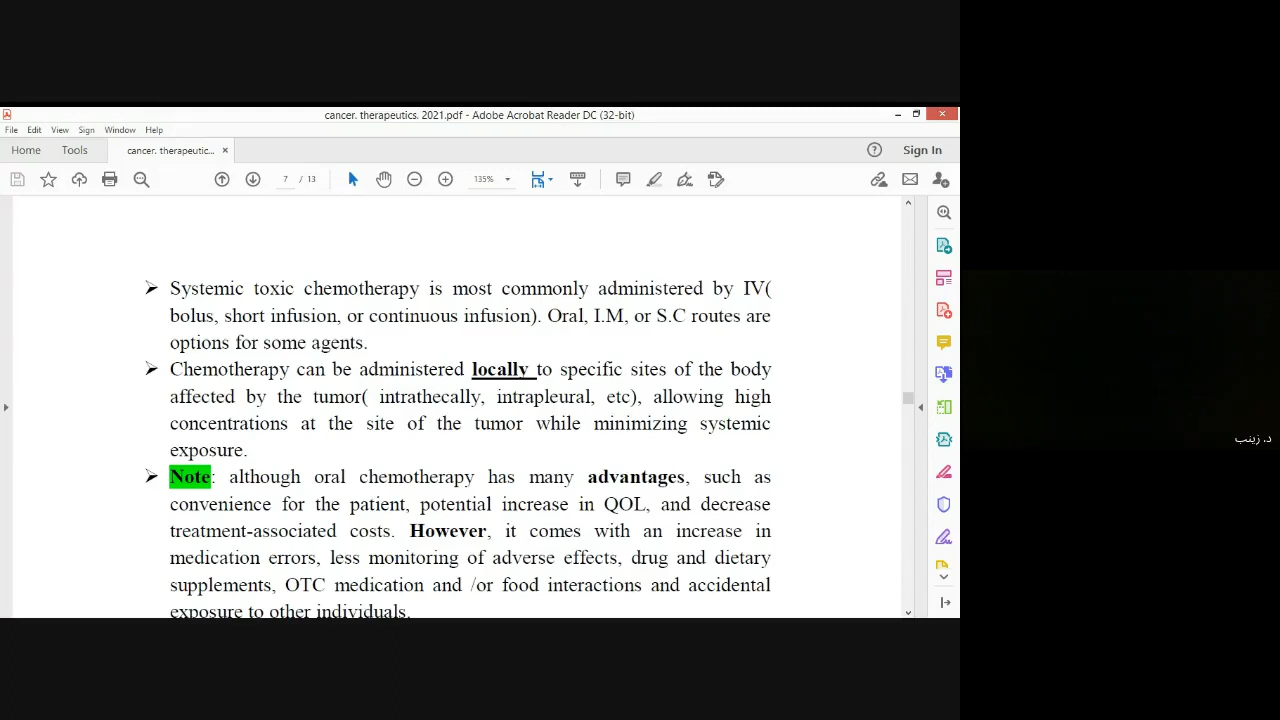 cancer. therapeutics. 2021.pdf - Adobe Acrobat Reader DC (32-bit)
File Edit View Sign Window Help
Home Tools cancer. therapeutic... × Sign In
7 / 13 135%
➢ Systemic toxic chemotherapy is most commonly administered by IV(
bolus, short infusion, or continuous infusion). Oral, I.M, or S.C routes are
options for some agents.
➢ Chemotherapy can be administered locally to specific sites of the body
affected by the tumor( intrathecally, intrapleural, etc), allowing high
concentrations at the site of the tumor while minimizing systemic
exposure.
➢ Note: although oral chemotherapy has many advantages, such as
convenience for the patient, potential increase in QOL, and decrease
treatment-associated costs. However, it comes with an increase in
medication errors, less monitoring of adverse effects, drug and dietary
supplements, OTC medication and /or food interactions and accidental
exposure to other individuals.
د. زينب